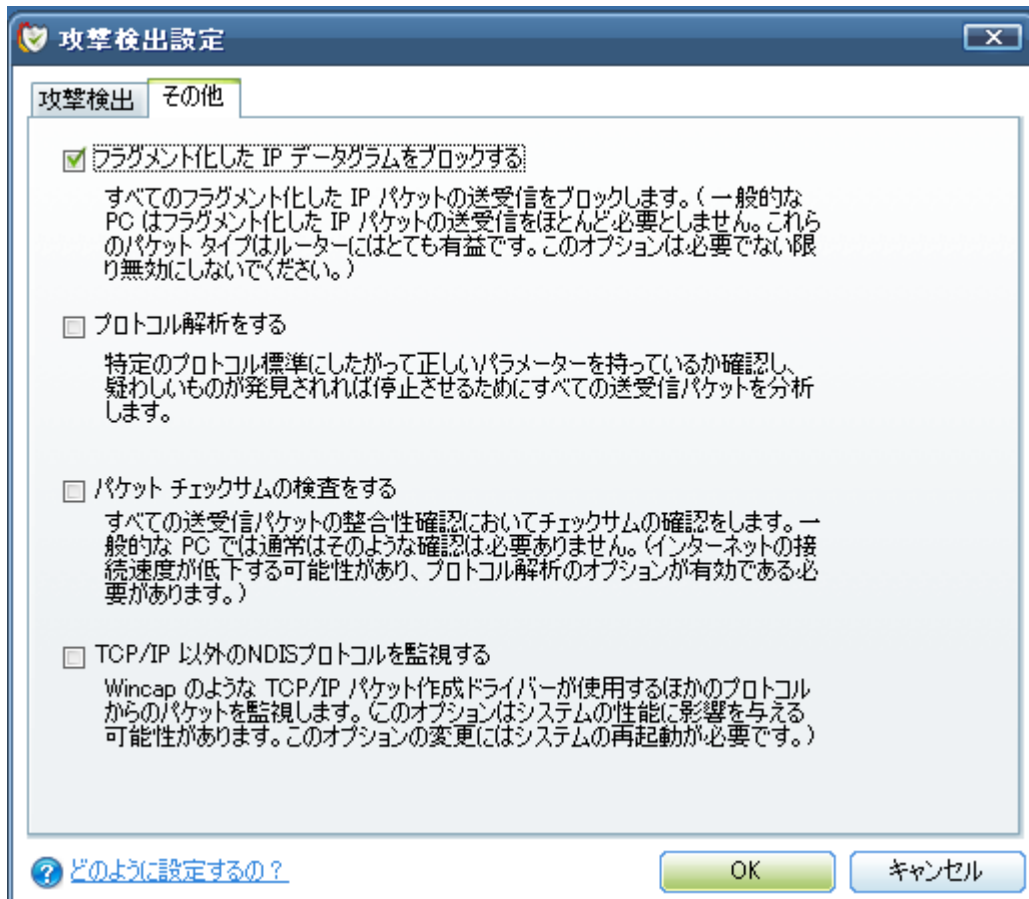 攻撃検出設定
攻撃検出
その他
フラグメント化した IP データグラムをブロックする
すべてのフラグメント化した IP パケットの送受信をブロックします。( 一般的な
PC はフラグメント化した IP パケットの送受信をほとんど必要としません。これら
のパケット タイプはルーターにはとても有益です。このオプションは必要でない限
り無効にしないでください。)
プロトコル解析をする
特定のプロトコル標準にしたがって正しいパラメーターを持っているか確認し、
疑わしいものが発見されれば停止させるためにすべての送受信パケットを分析
します。
パケット チェックサムの検査をする
すべての送受信パケットの整合性確認においてチェックサムの確認をします。一
般的な PC では通常はそのような確認は必要ありません。(インターネットの接
続速度が低下する可能性があり、プロトコル解析のオプションが有効である必
要があります。)
TCP/IP 以外のNDISプロトコルを監視する
Wincap のような TCP/IP パケット作成ドライバーが使用するほかのプロトコル
からのパケットを監視します。(このオプションはシステムの性能に影響を与える
可能性があります。このオプションの変更にはシステムの再起動が必要です。)
どのように設定するの？
OK
キャンセル